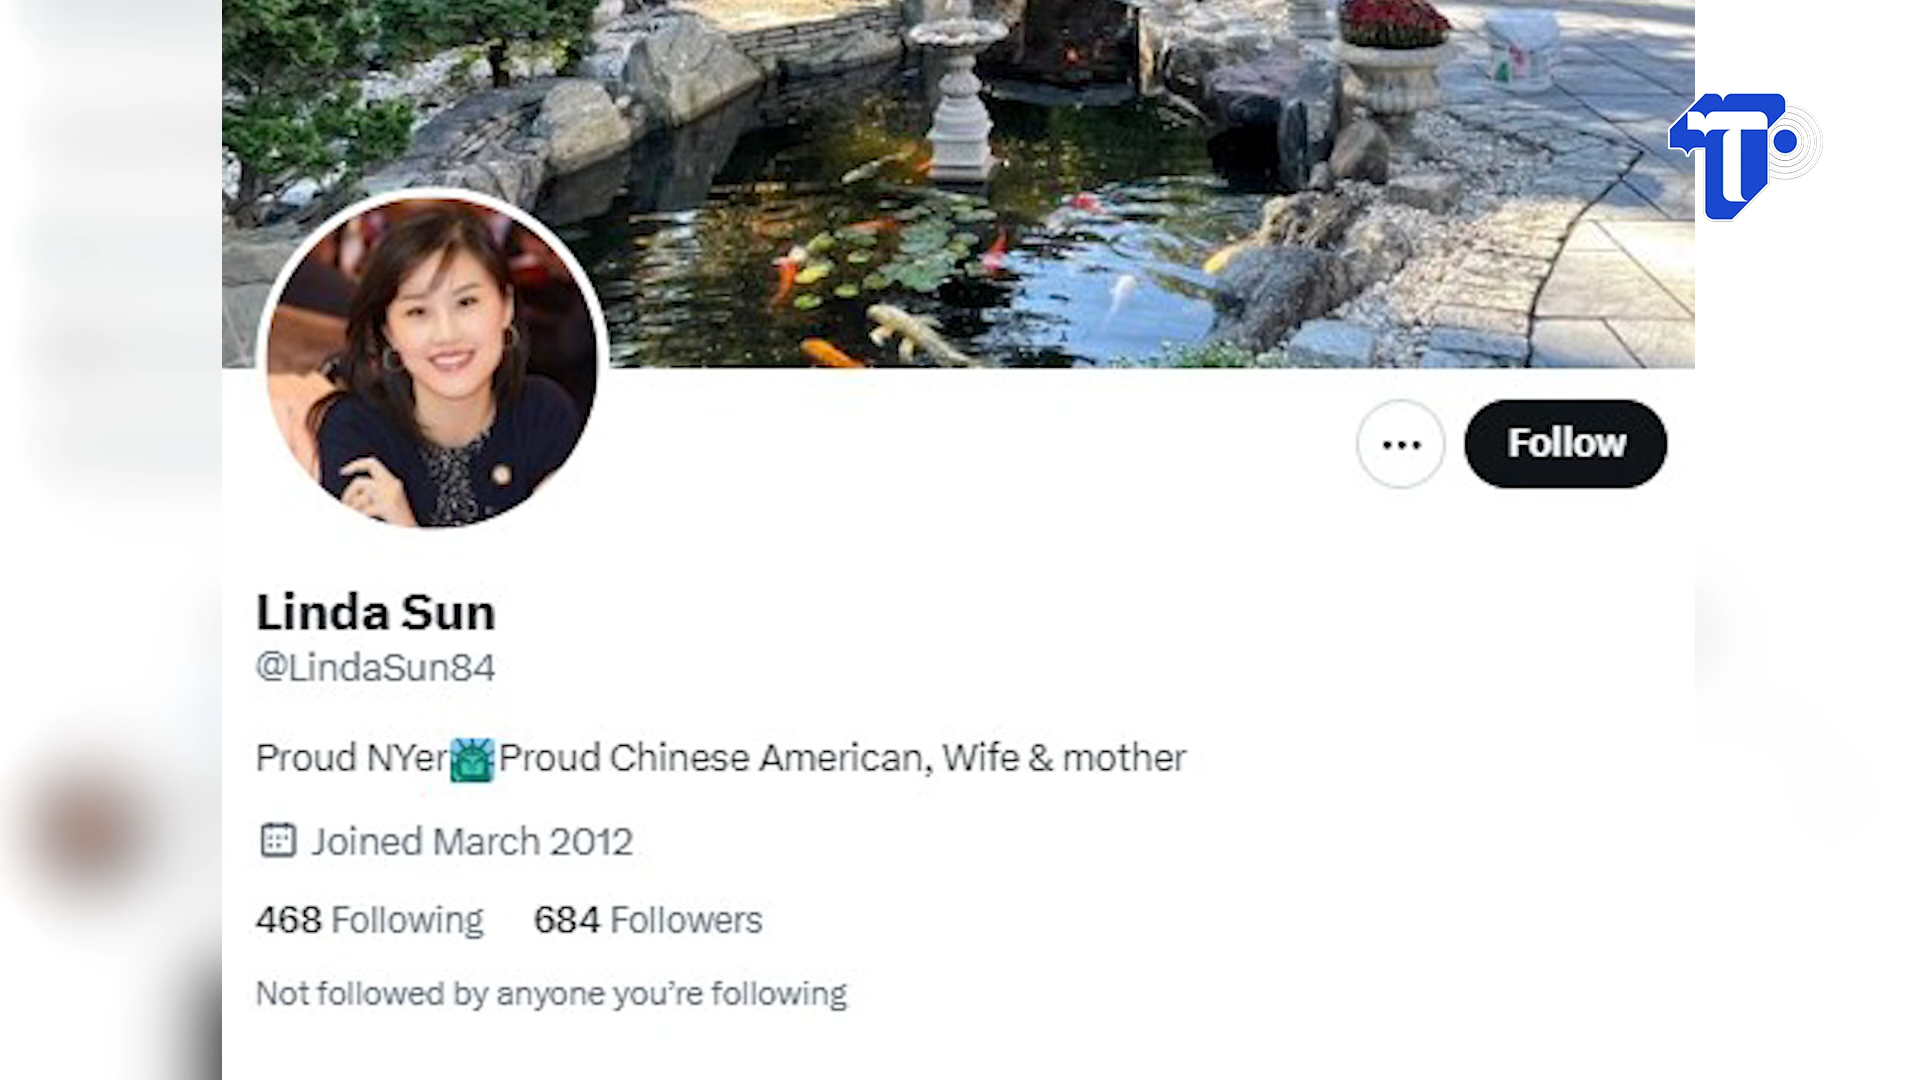 T
Follow
Linda Sun
@LindaSun84
Proud NYer🗽Proud Chinese American, Wife & mother
Joined March 2012
468 Following 684 Followers
Not followed by anyone you're following